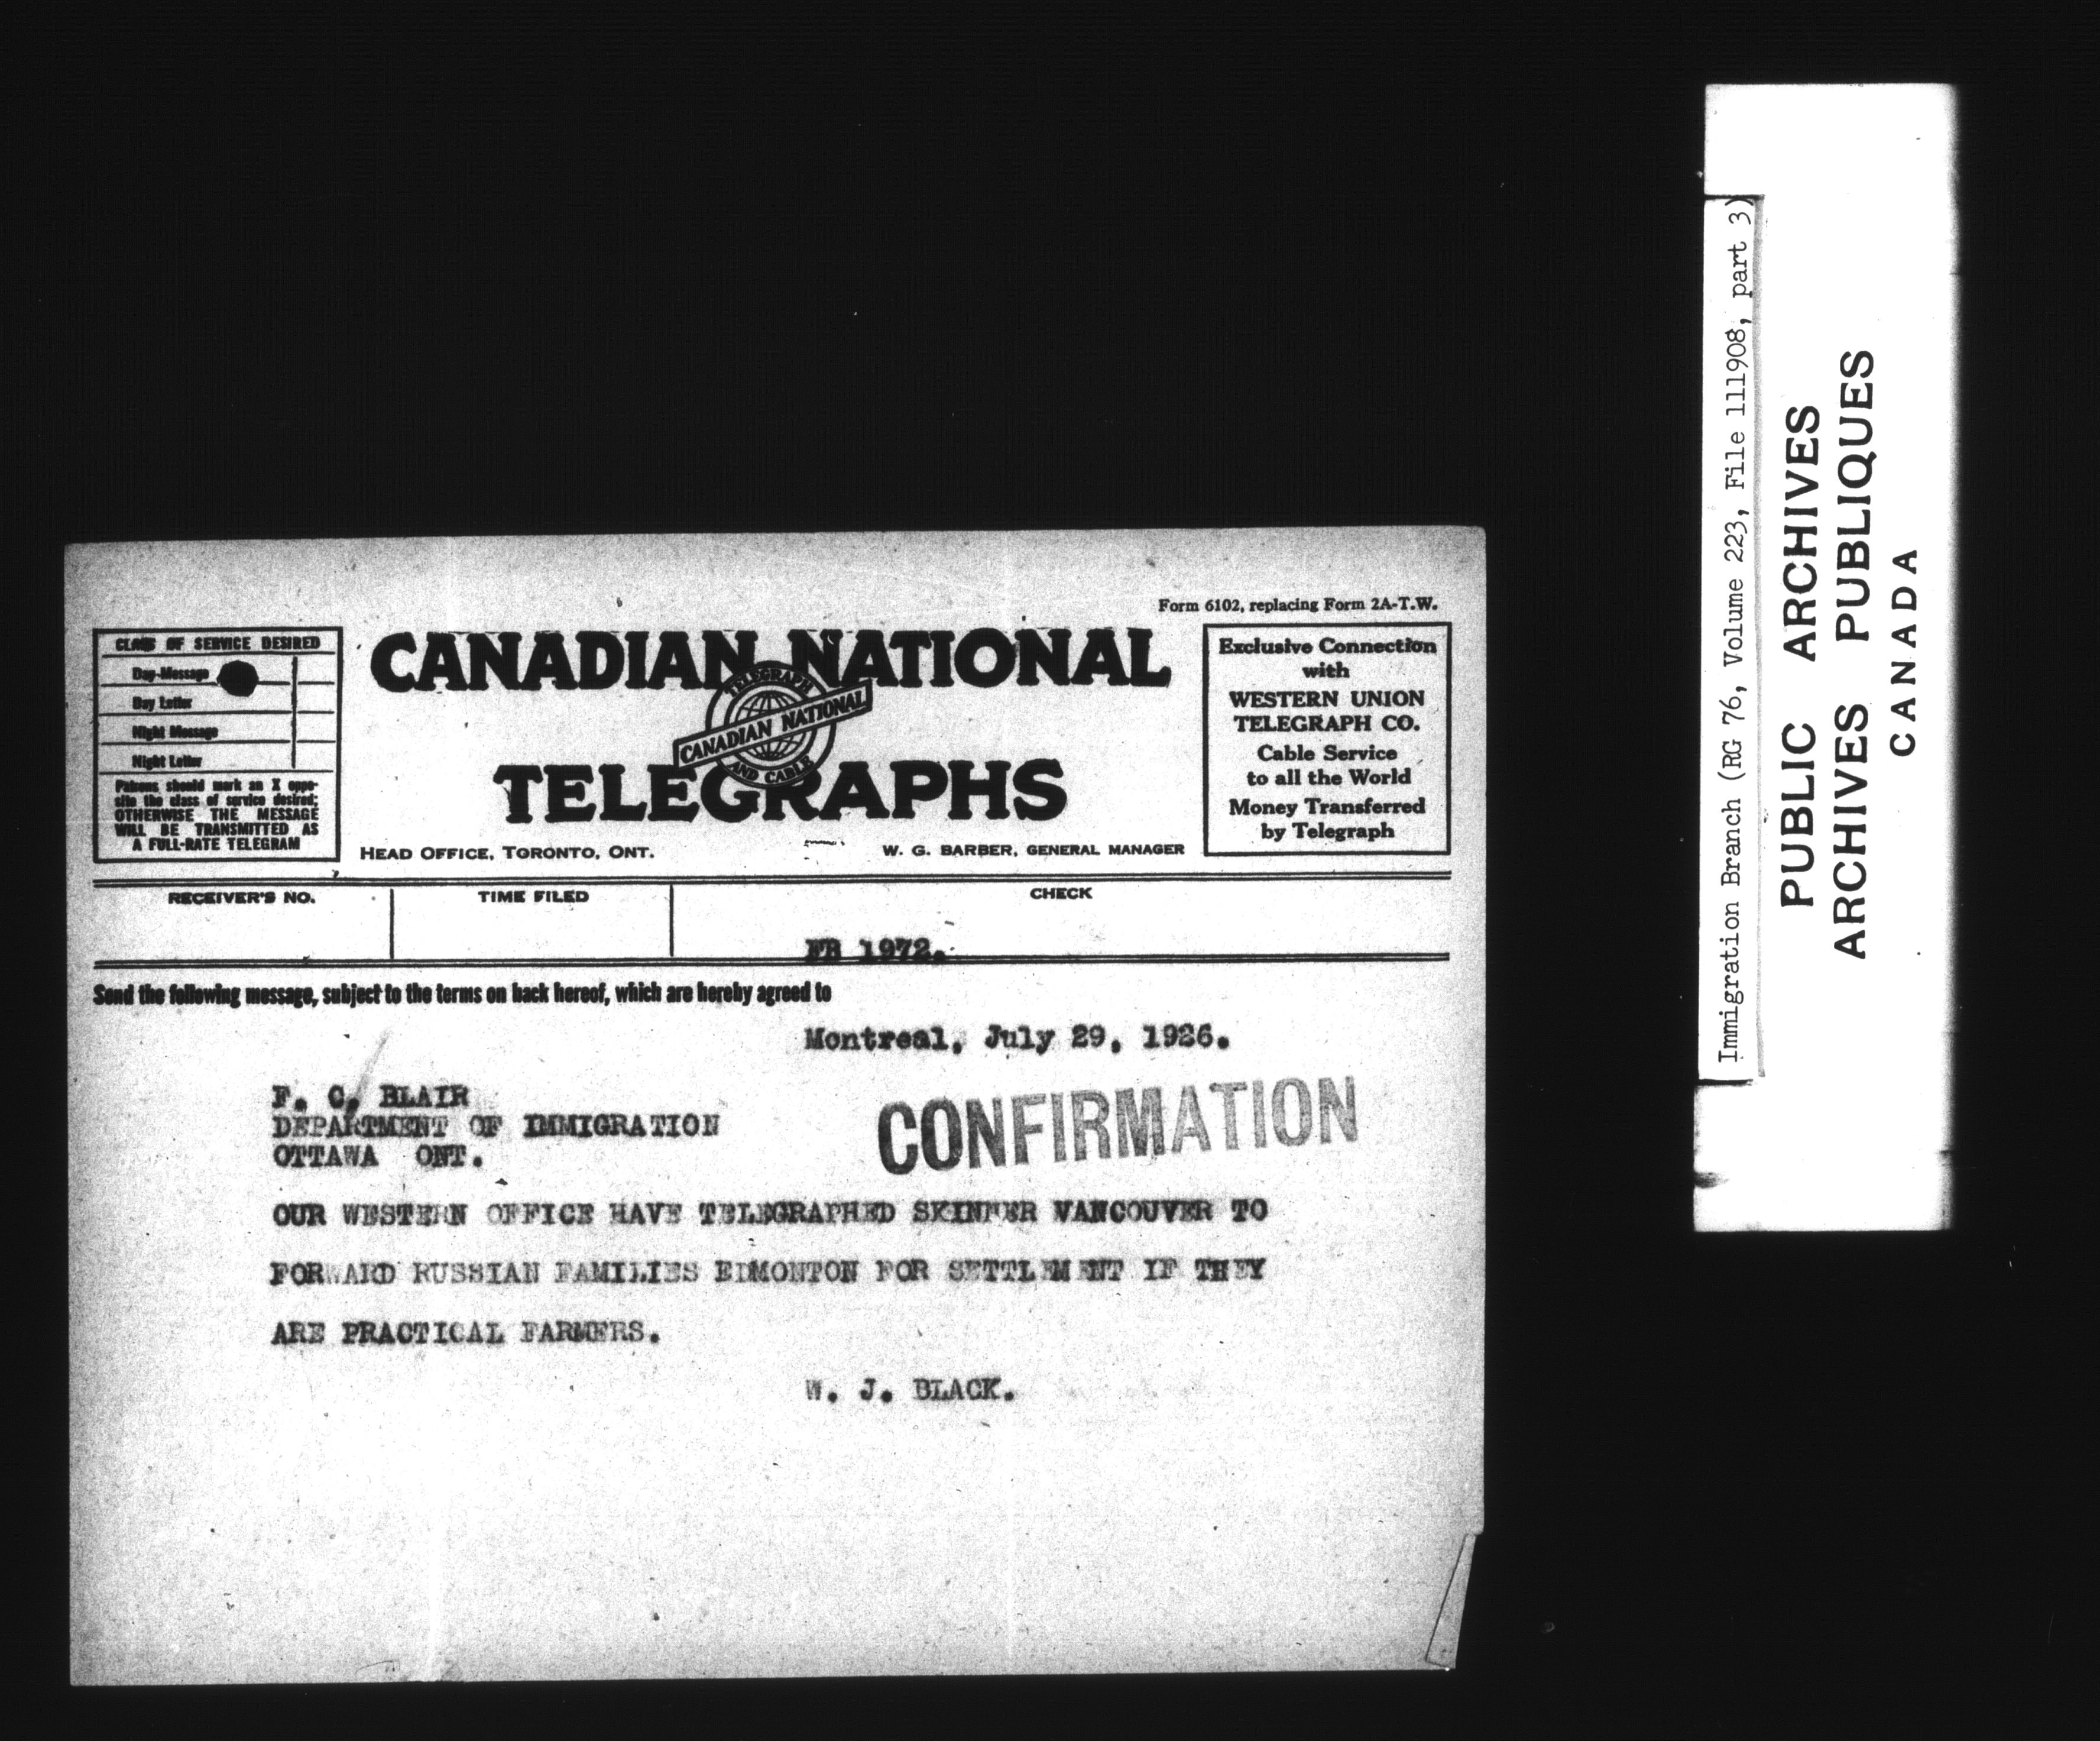 Form 6102, replacing Form 2A-T.W.
CLASS OF SERVICE DESIRED
Day-Message
Day Letter
Night Message
Night Letter
Patrons should mark an X oppo-
site the class of service desired;
OTHERWISE THE MESSAGE
WILL BE TRANSMITTED AS
A FULL-RATE TELEGRAM
CANADIAN NATIONAL
TELEGRAPH
CANADIAN NATIONAL
AND CABLE
TELEGRAPHS
HEAD OFFICE, TORONTO, ONT.
W. G. BARBER, GENERAL MANAGER
Exclusive Connection
with
WESTERN UNION
TELEGRAPH CO.
Cable Service
to all the World
Money Transferred
by Telegraph
RECEIVER'S NO.
TIME FILED
CHECK
FB 1972.
Send the following message, subject to the terms on back hereof, which are hereby agreed to
Montreal, July 29, 1926.
F. C. BLAIR
DEPARTMENT OF IMMIGRATION
OTTAWA ONT.
CONFIRMATION
OUR WESTERN OFFICE HAVE TELEGRAPHED VANCOUVER TO
FORWARD RUSSIAN FAMILIES EDMONTON FOR SETTLEMENT IF THEY
ARE PRACTICAL FARMERS.
W. J. BLACK.
Immigration Branch (RG 76, Volume 223, File 111908, part 3)
PUBLIC ARCHIVES
ARCHIVES PUBLIQUES
CANADA